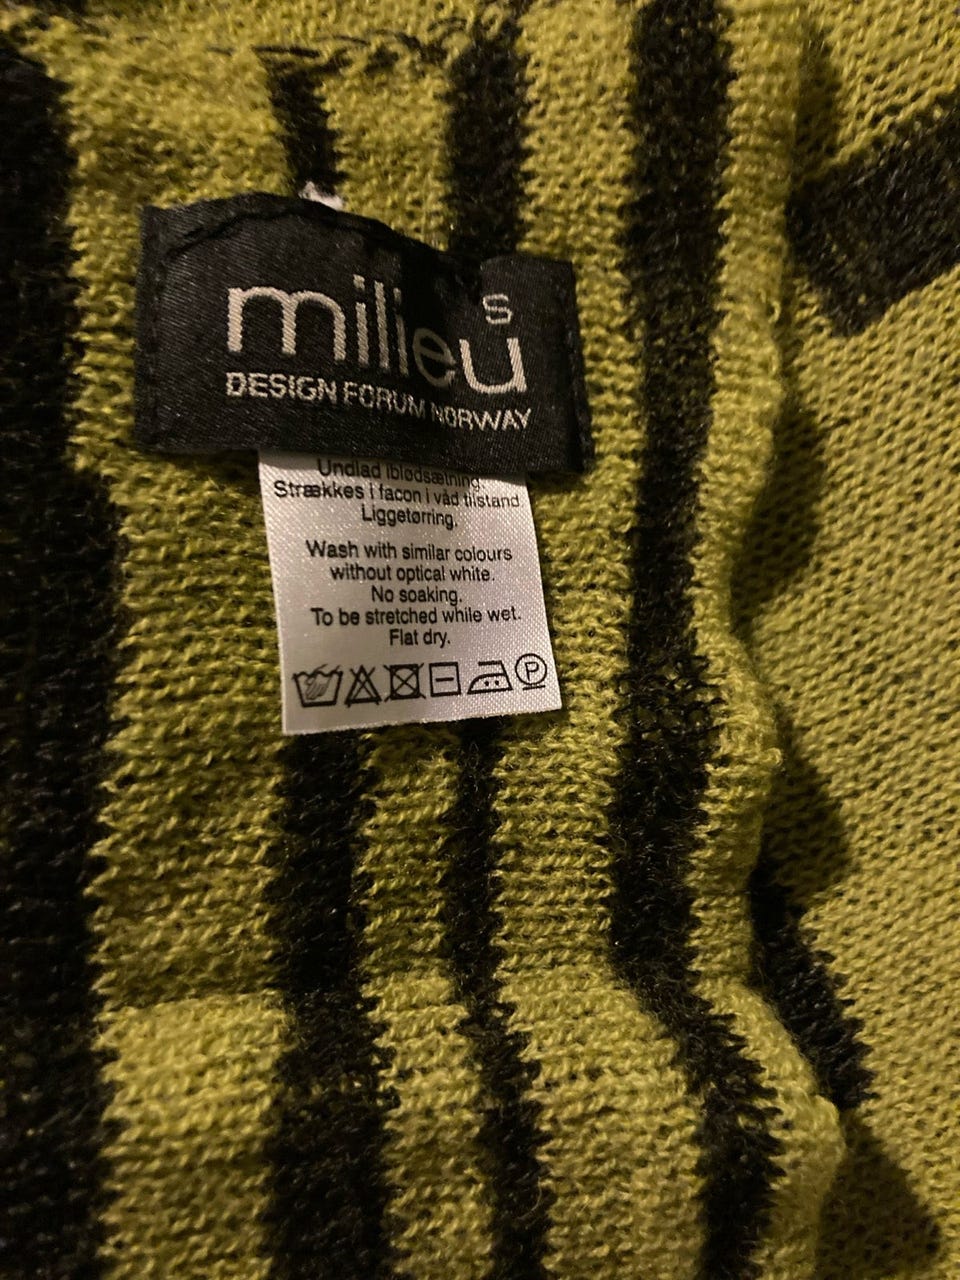 milieu s
DESIGN FORUM NORWAY
Undlad iblødsætning
Strækkes i facon i våd tilstand
Liggetørring.
Wash with similar colours
without optical white.
No soaking.
To be stretched while wet.
Flat dry.
P